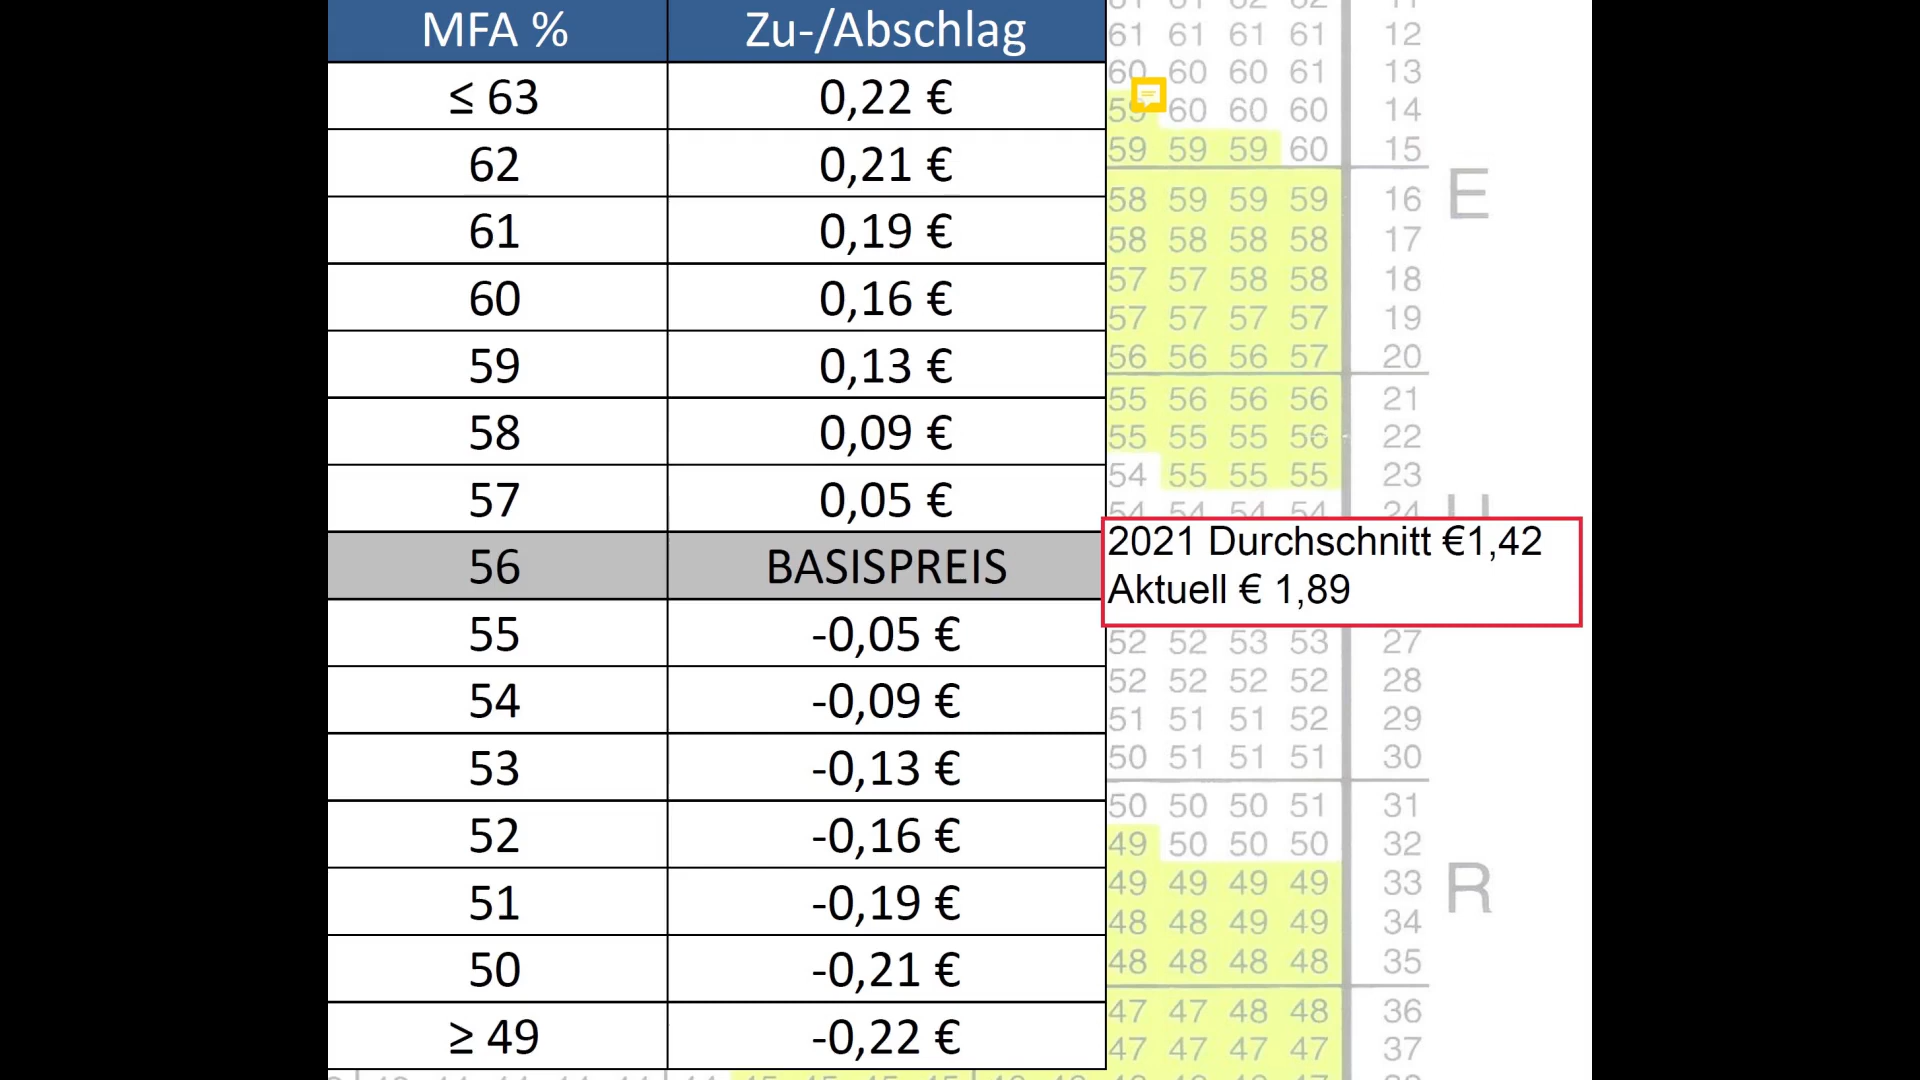 MFA % Zu-/Abschlag
≤ 63 0,22 €
62 0,21 €
61 0,19 €
60 0,16 €
59 0,13 €
58 0,09 €
57 0,05 €
56 BASISPREIS
55 -0,05 €
54 -0,09 €
53 -0,13 €
52 -0,16 €
51 -0,19 €
50 -0,21 €
≥ 49 -0,22 €
61 61 61 61 12
60 60 60 61 13
59 60 60 60 14
59 59 59 60 15
E
58 59 59 59 16
58 58 58 58 17
57 57 58 58 18
57 57 57 57 19
56 56 56 57 20
55 56 56 56 21
55 55 55 56 22
54 55 55 55 23
54 54 54 54 24
2021 Durchschnitt €1,42
Aktuell € 1,89
52 52 53 53 27
52 52 52 52 28
51 51 51 52 29
50 51 51 51 30
50 50 50 51 31
49 50 50 50 32
49 49 49 49 33
R
48 48 49 49 34
48 48 48 48 35
47 47 48 48 36
47 47 47 47 37